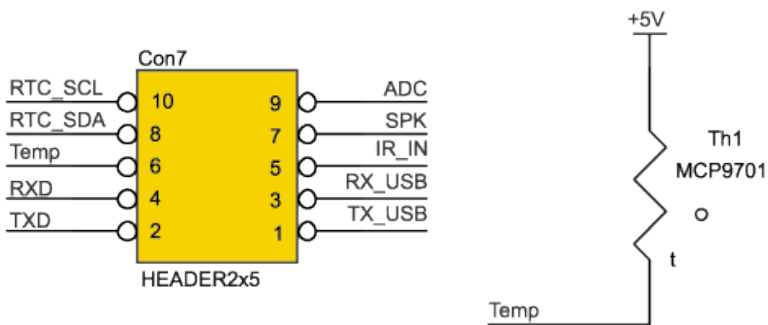 +5V
Con7
RTC_SCL 10 9 ADC
RTC_SDA 8 7 SPK
Temp 6 5 IR_IN
RXD 4 3 RX_USB
TXD 2 1 TX_USB
HEADER2x5
Th1
MCP9701
t
Temp